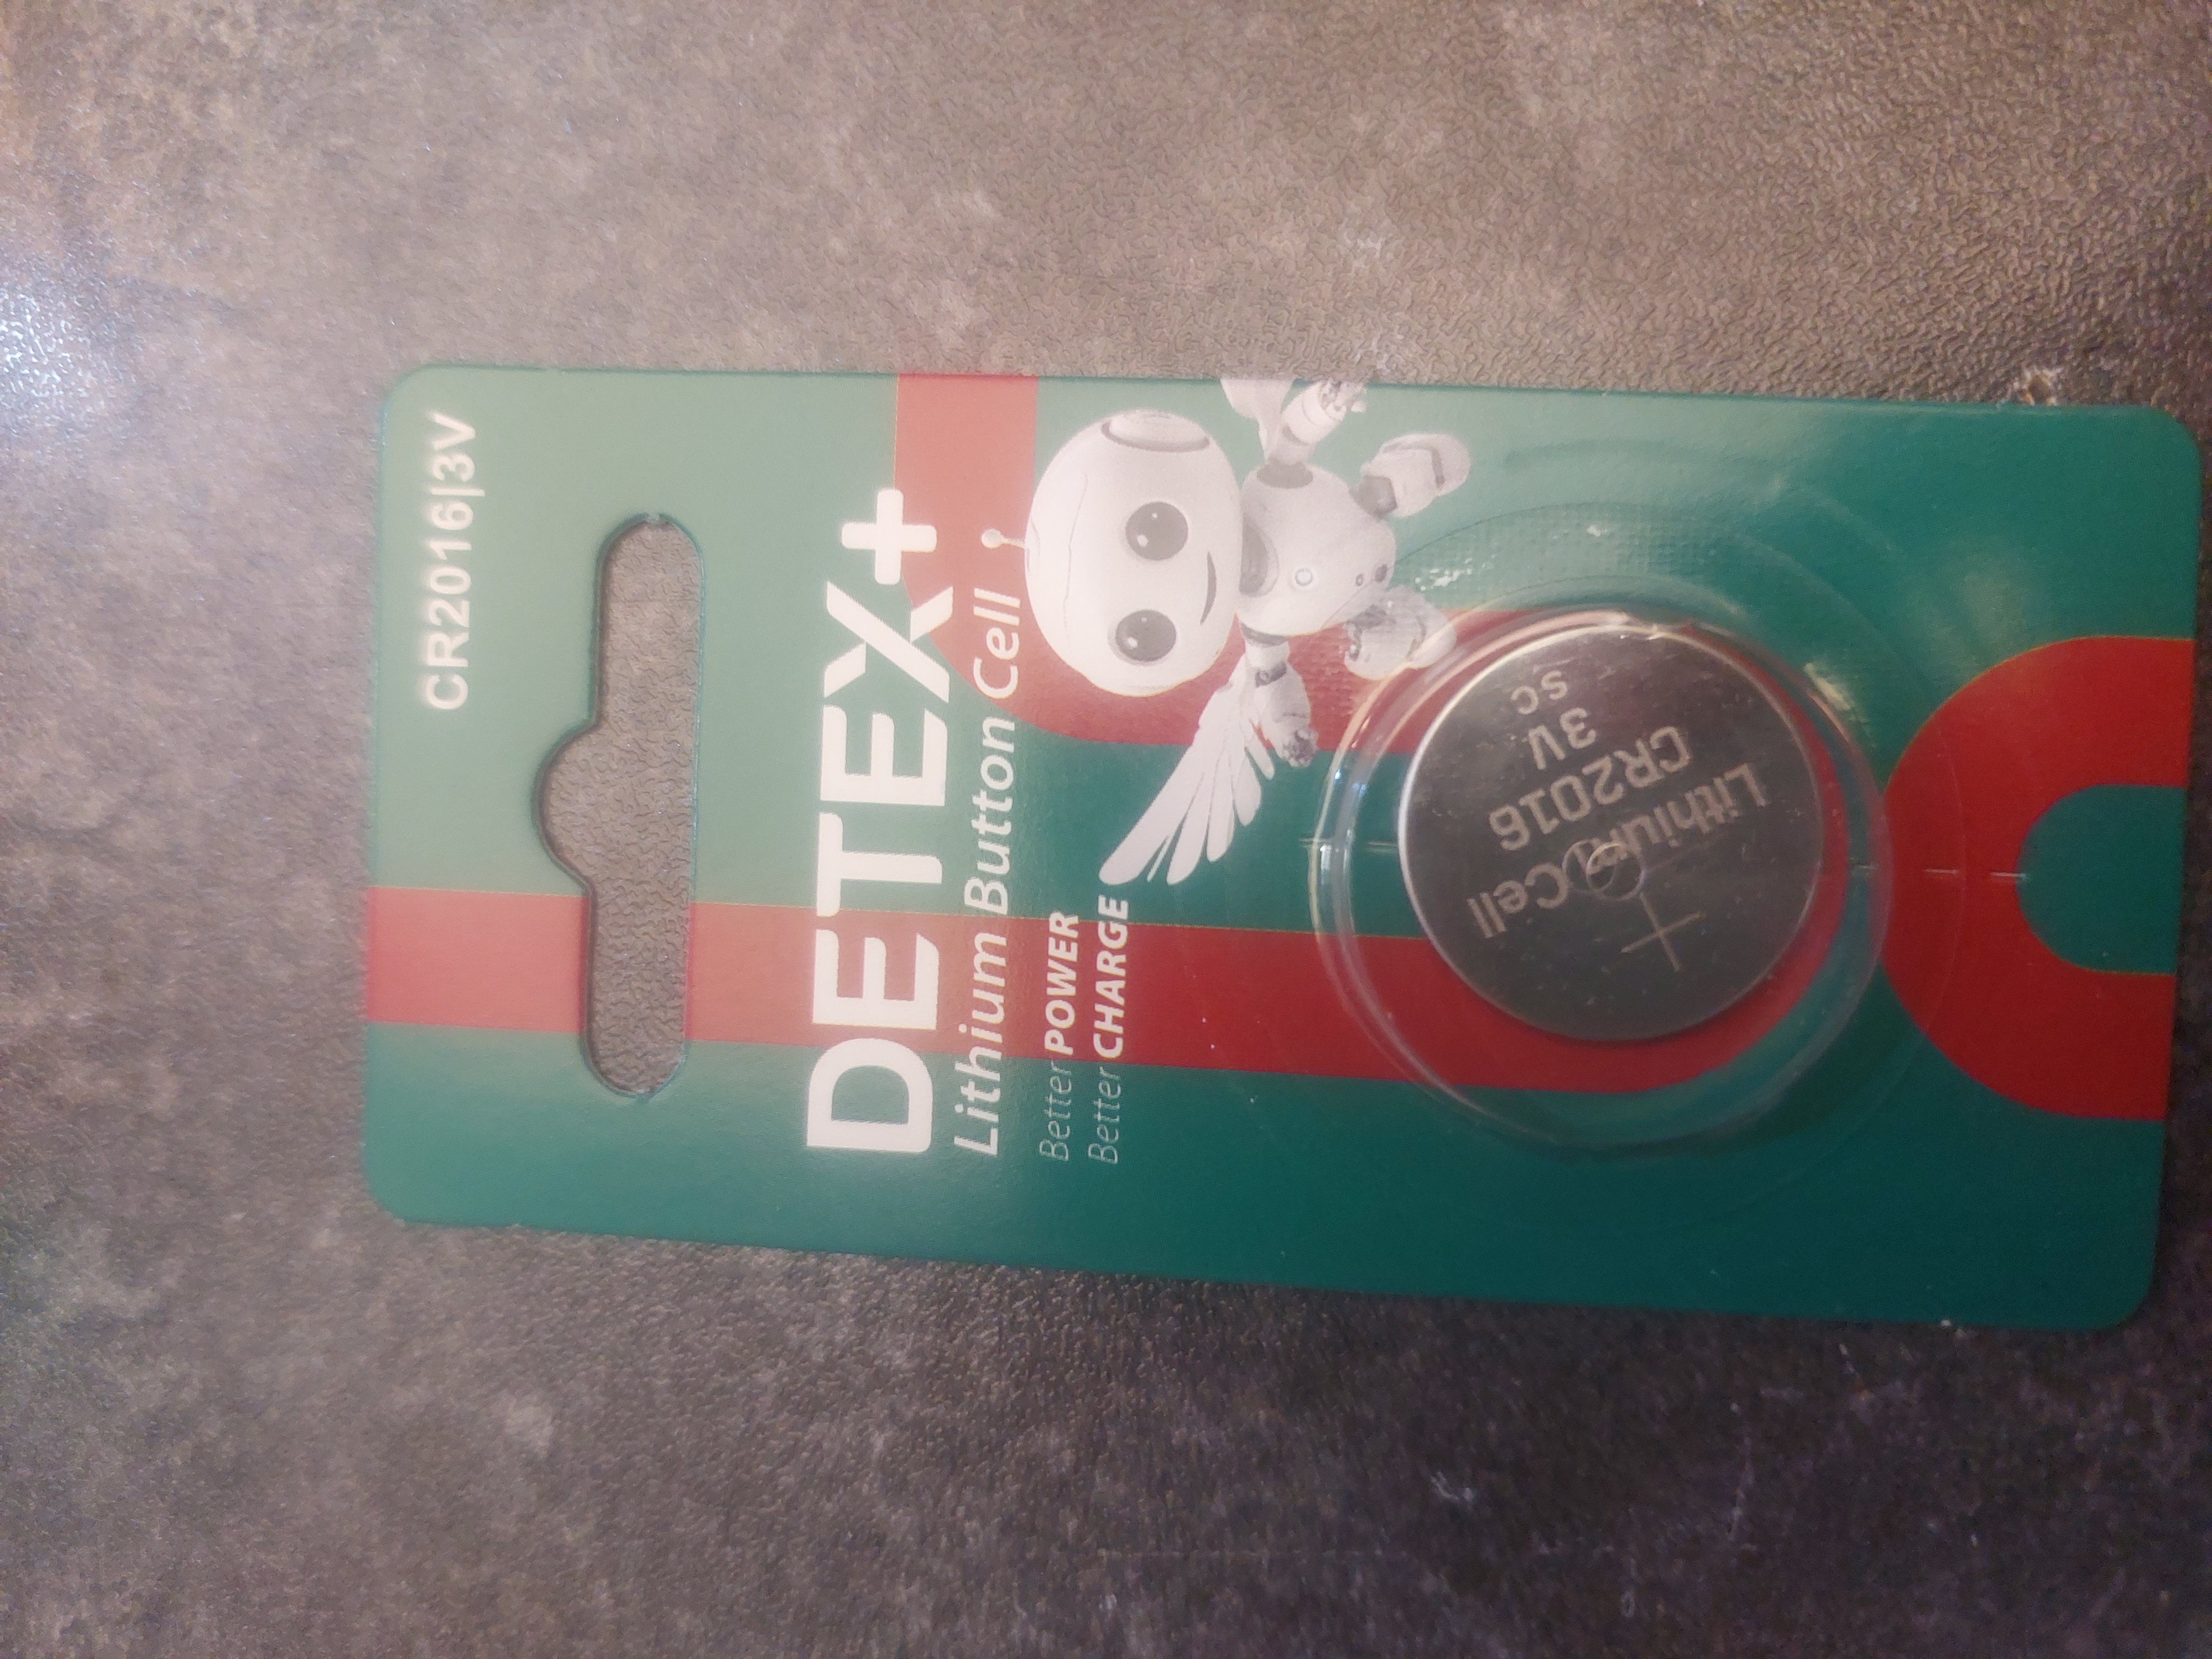 CR2016|3V
DETEX+
Lithium Button Cell
Better POWER
Better CHARGE
+
Lithium Cell
CR2016
3V
SC